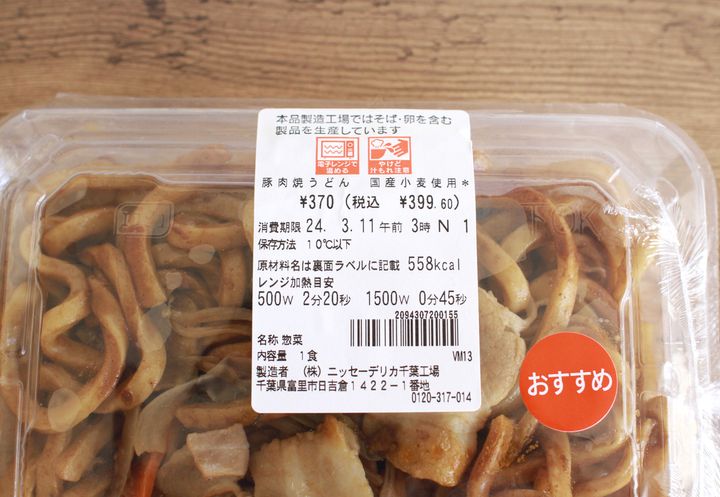 本品製造工場ではそば・卵を含む
製品を生産しています
電子レンジで
温める
やけど
汁もれ注意
豚肉焼うどん 国産小麦使用*
¥370 (税込 ¥399.60)
消費期限 24. 3.11午前 3時 N 1
保存方法 10℃以下
原材料名は裏面ラベルに記載 558kcal
レンジ加熱目安
500W 2分20秒 1500W 0分45秒
2094307200155
名称 惣菜
内容量 1食 VM13
製造者 (株) ニッセーデリカ千葉工場
千葉県富里市日吉倉1422-1番地
0120-317-014
おすすめ